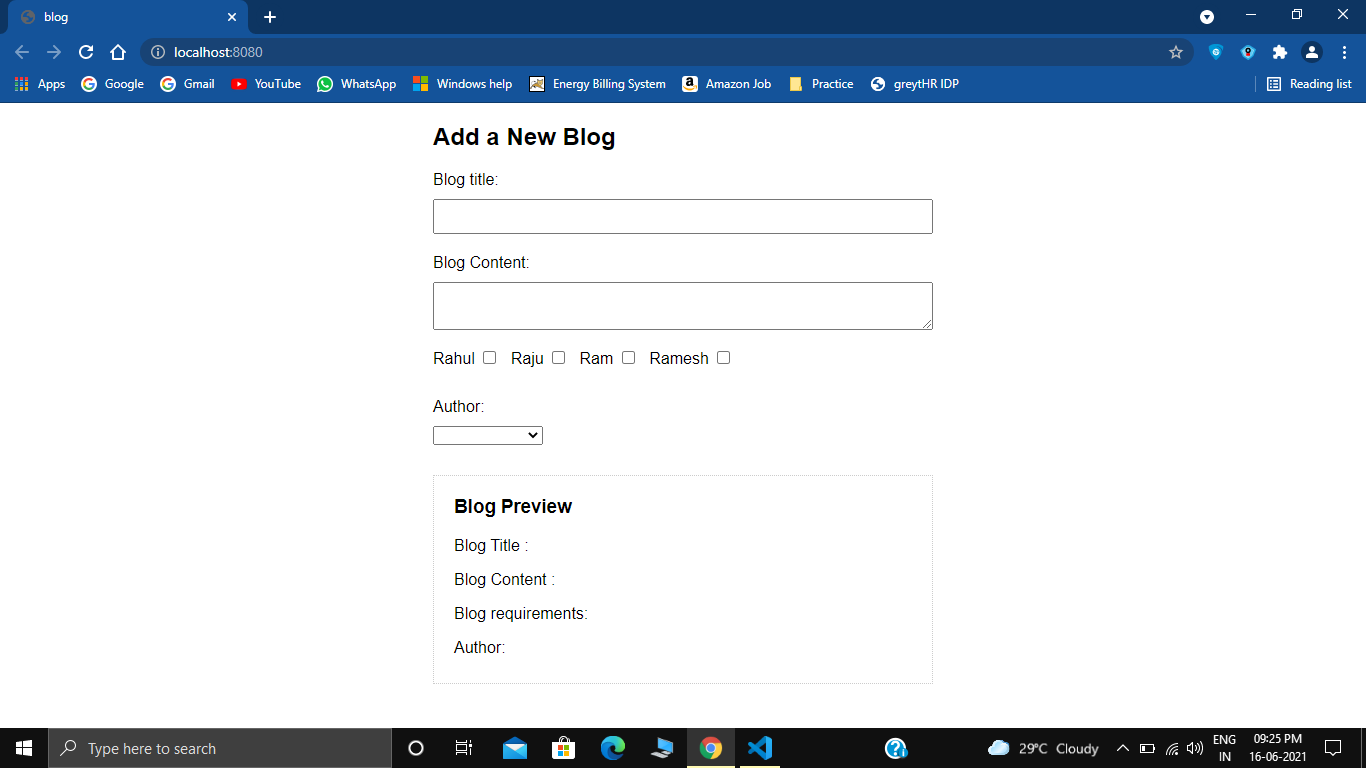 blog
localhost:8080
Apps Google Gmail YouTube WhatsApp Windows help Energy Billing System Amazon Job Practice greytHR IDP Reading list
Add a New Blog
Blog title:
Blog Content:
Rahul Raju Ram Ramesh
Author:
Blog Preview
Blog Title :
Blog Content :
Blog requirements:
Author:
Type here to search
29°C Cloudy
ENG
IN
09:25 PM
16-06-2021